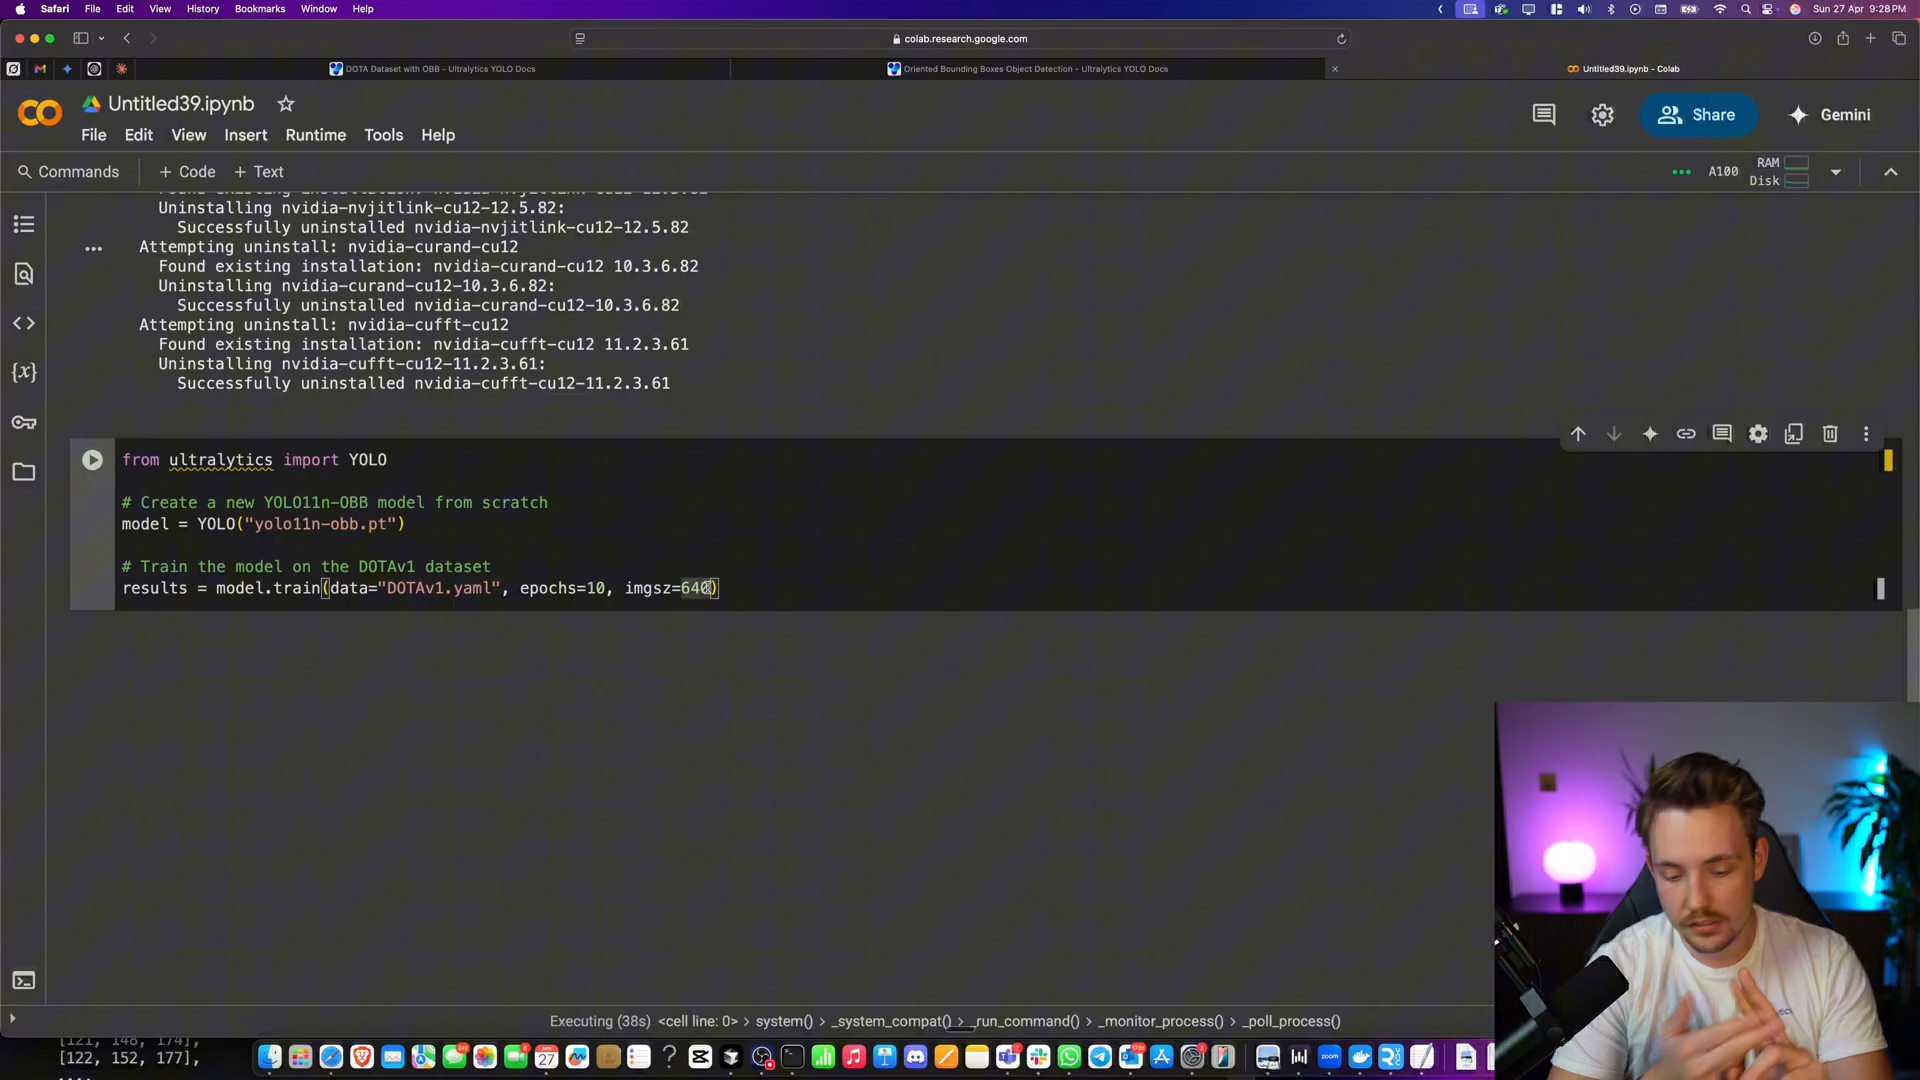 Safari File Edit View History Bookmarks Window Help
Sun 27 Apr 9:28PM
colab.research.google.com
DOTA Dataset with OBB - Ultralytics YOLO Docs
Oriented Bounding Boxes Object Detection - Ultralytics YOLO Docs
Untitled39.ipynb - Colab
Untitled39.ipynb
Share
Gemini
File Edit View Insert Runtime Tools Help
Commands
+ Code + Text
A100
RAM
Disk
Uninstalling nvidia-nvjitlink-cu12-12.5.82:
Successfully uninstalled nvidia-nvjitlink-cu12-12.5.82
Attempting uninstall: nvidia-curand-cu12
Found existing installation: nvidia-curand-cu12 10.3.6.82
Uninstalling nvidia-curand-cu12-10.3.6.82:
Successfully uninstalled nvidia-curand-cu12-10.3.6.82
Attempting uninstall: nvidia-cufft-cu12
Found existing installation: nvidia-cufft-cu12 11.2.3.61
Uninstalling nvidia-cufft-cu12-11.2.3.61:
Successfully uninstalled nvidia-cufft-cu12-11.2.3.61
from ultralytics import YOLO
# Create a new YOLO11n-OBB model from scratch
model = YOLO("yolo11n-obb.pt")
# Train the model on the DOTAv1 dataset
results = model.train(data="DOTAv1.yaml", epochs=10, imgsz=640)
Executing (38s) <cell line: 0> > system() > _system_compat() > _run_command() > _monitor_process() > _poll_process()
[122, 152, 177],